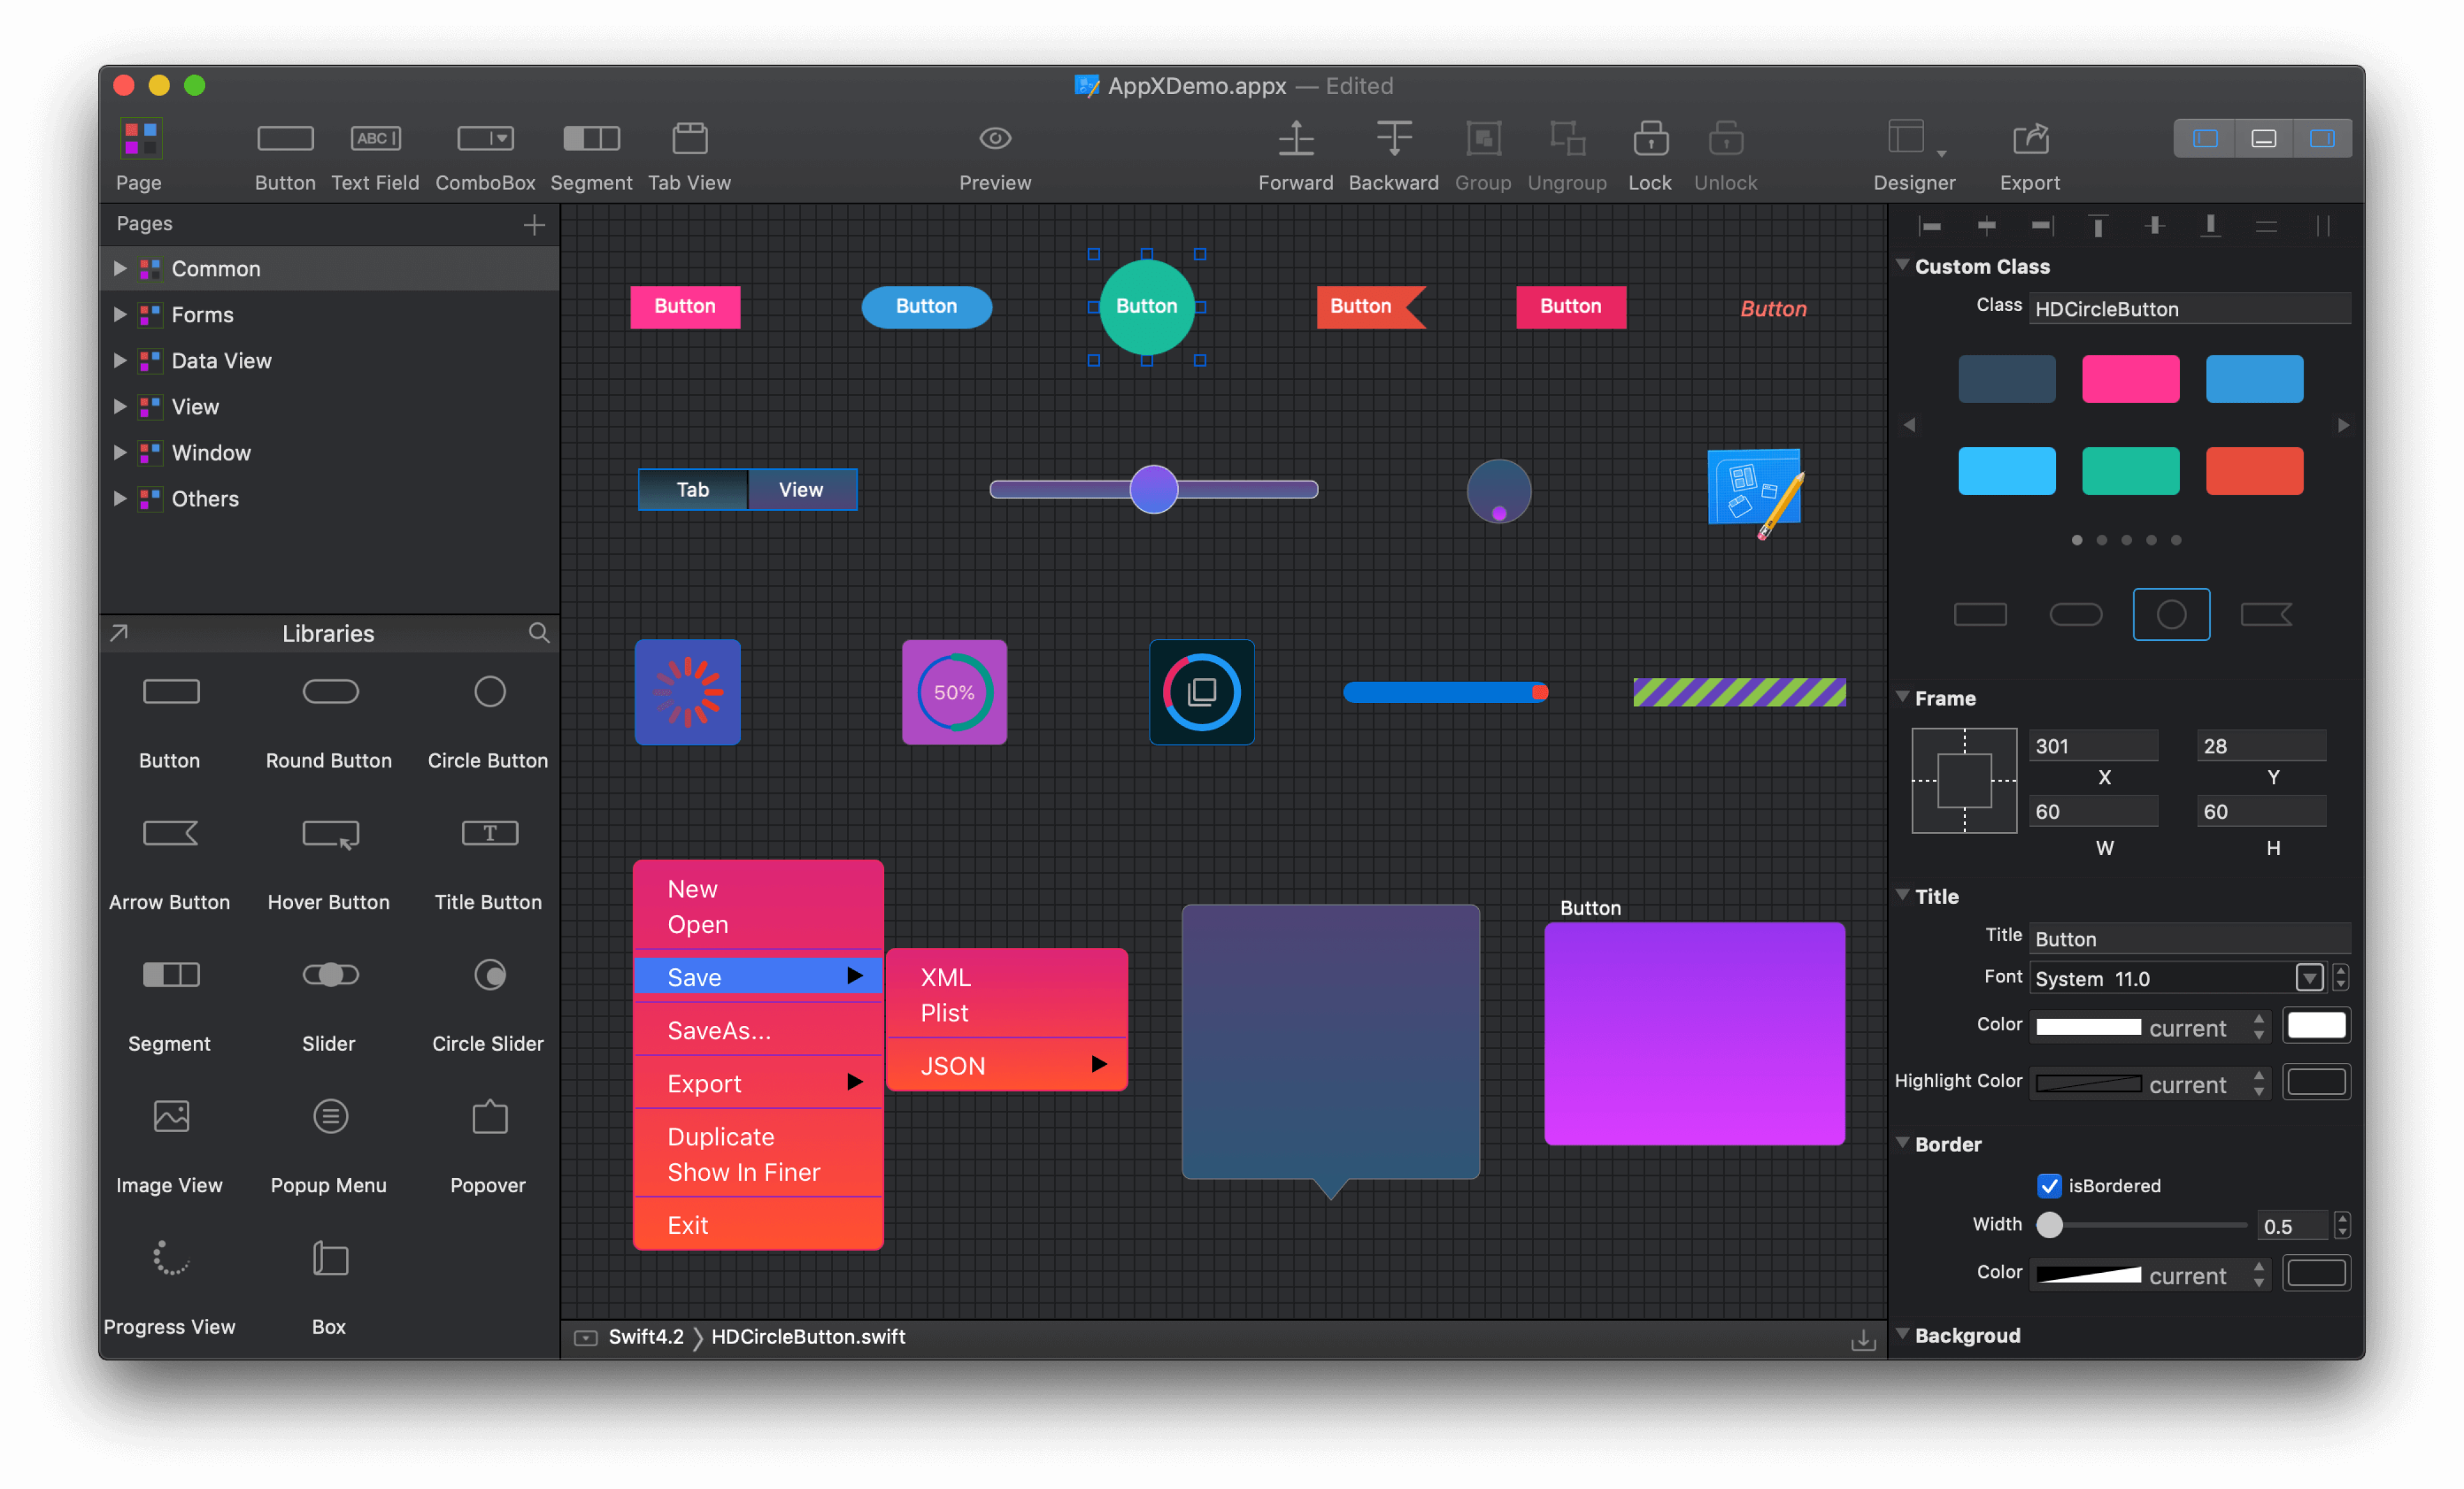 AppXDemo.appx — Edited
Page
ABC
Button
Text Field
ComboBox
Segment
Tab View
Preview
Forward
Backward
Group
Ungroup
Lock
Unlock
Designer
Export
Pages
Common
Forms
Data View
View
Window
Others
Libraries
Button
Round Button
Circle Button
T
Arrow Button
Hover Button
Title Button
Segment
Slider
Circle Slider
Image View
Popup Menu
Popover
Progress View
Box
Button
Button
Button
Button
Button
Button
Tab
View
50%
New
Open
Save
SaveAs...
Export
Duplicate
Show In Finer
Exit
XML
Plist
JSON
Button
Swift4.2
HDCircleButton.swift
Custom Class
Class HDCircleButton
Frame
301
28
X
Y
60
60
W
H
Title
Title Button
Font System 11.0
Color current
Highlight Color current
Border
isBordered
Width 0.5
Color current
Backgroud